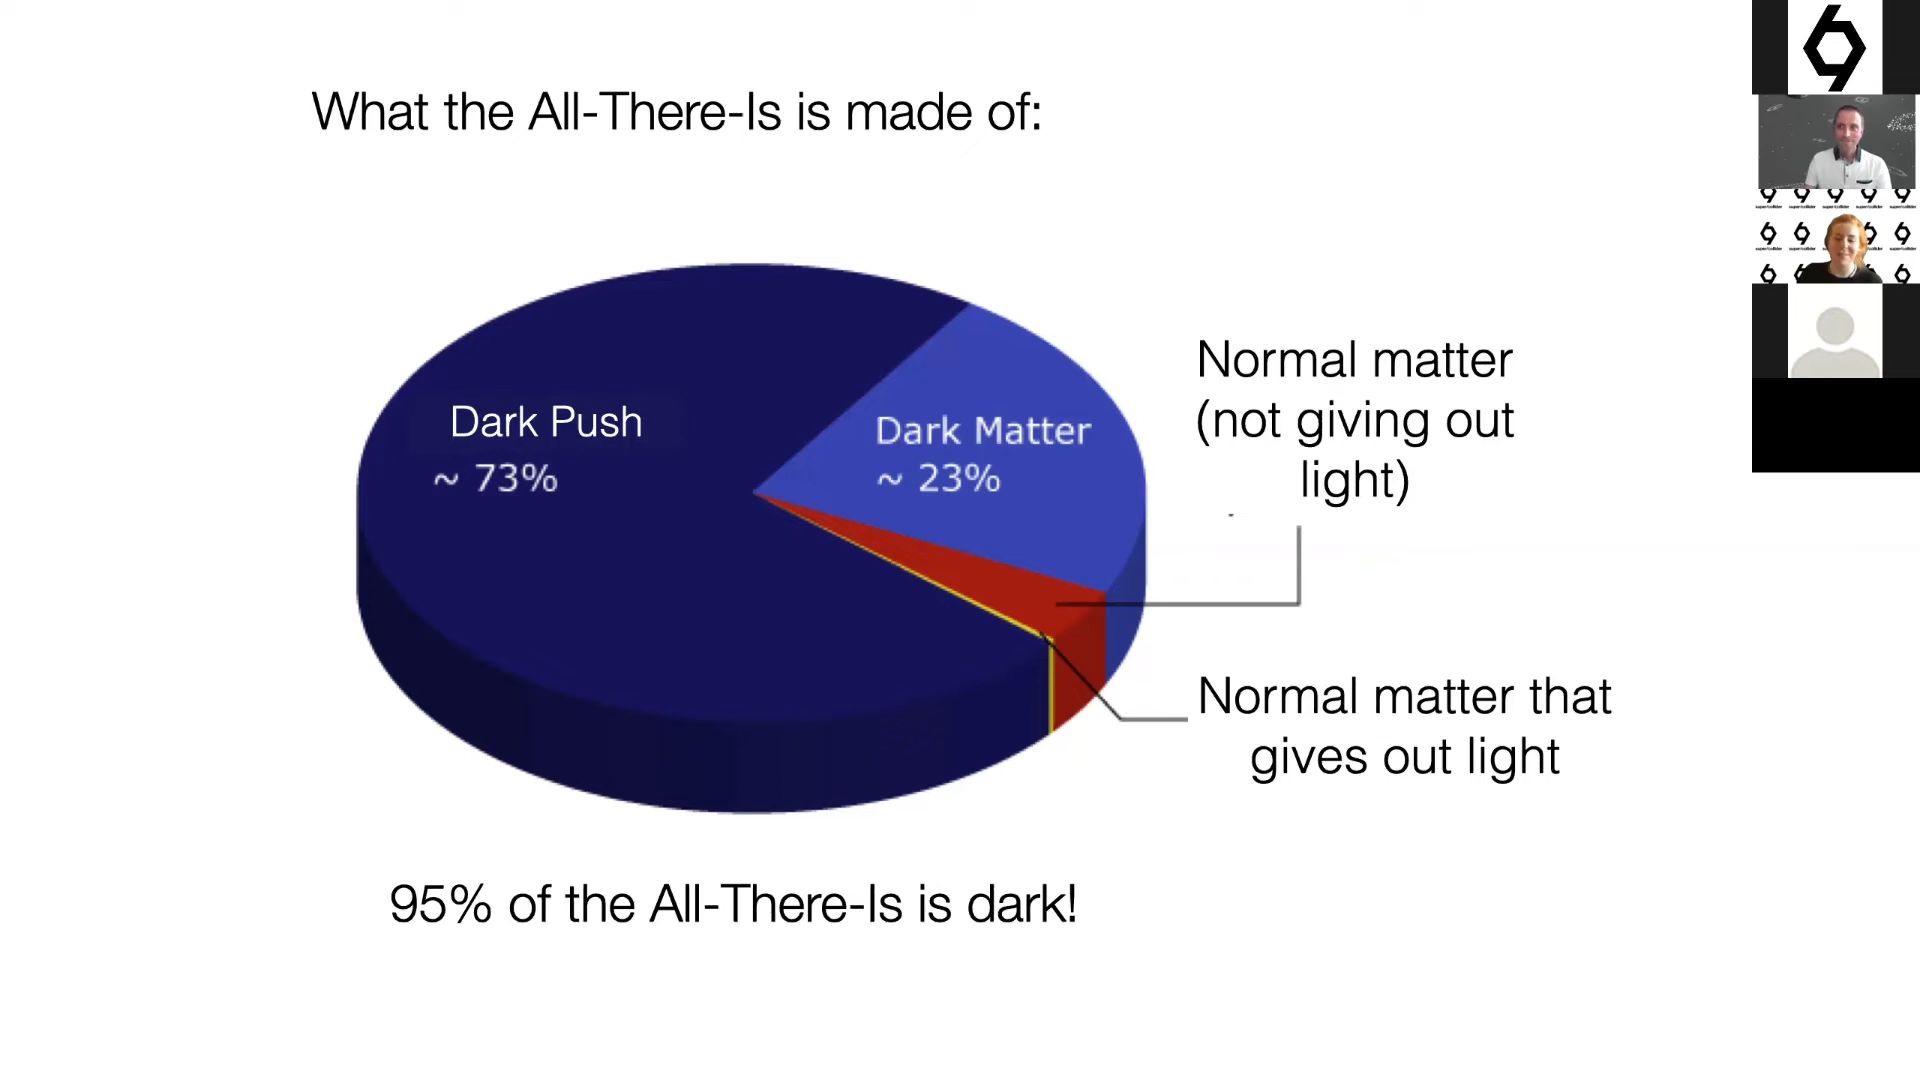 What the All-There-Is is made of:
Dark Push
~ 73%
Dark Matter
~ 23%
Normal matter
(not giving out
light)
Normal matter that
gives out light
95% of the All-There-Is is dark!